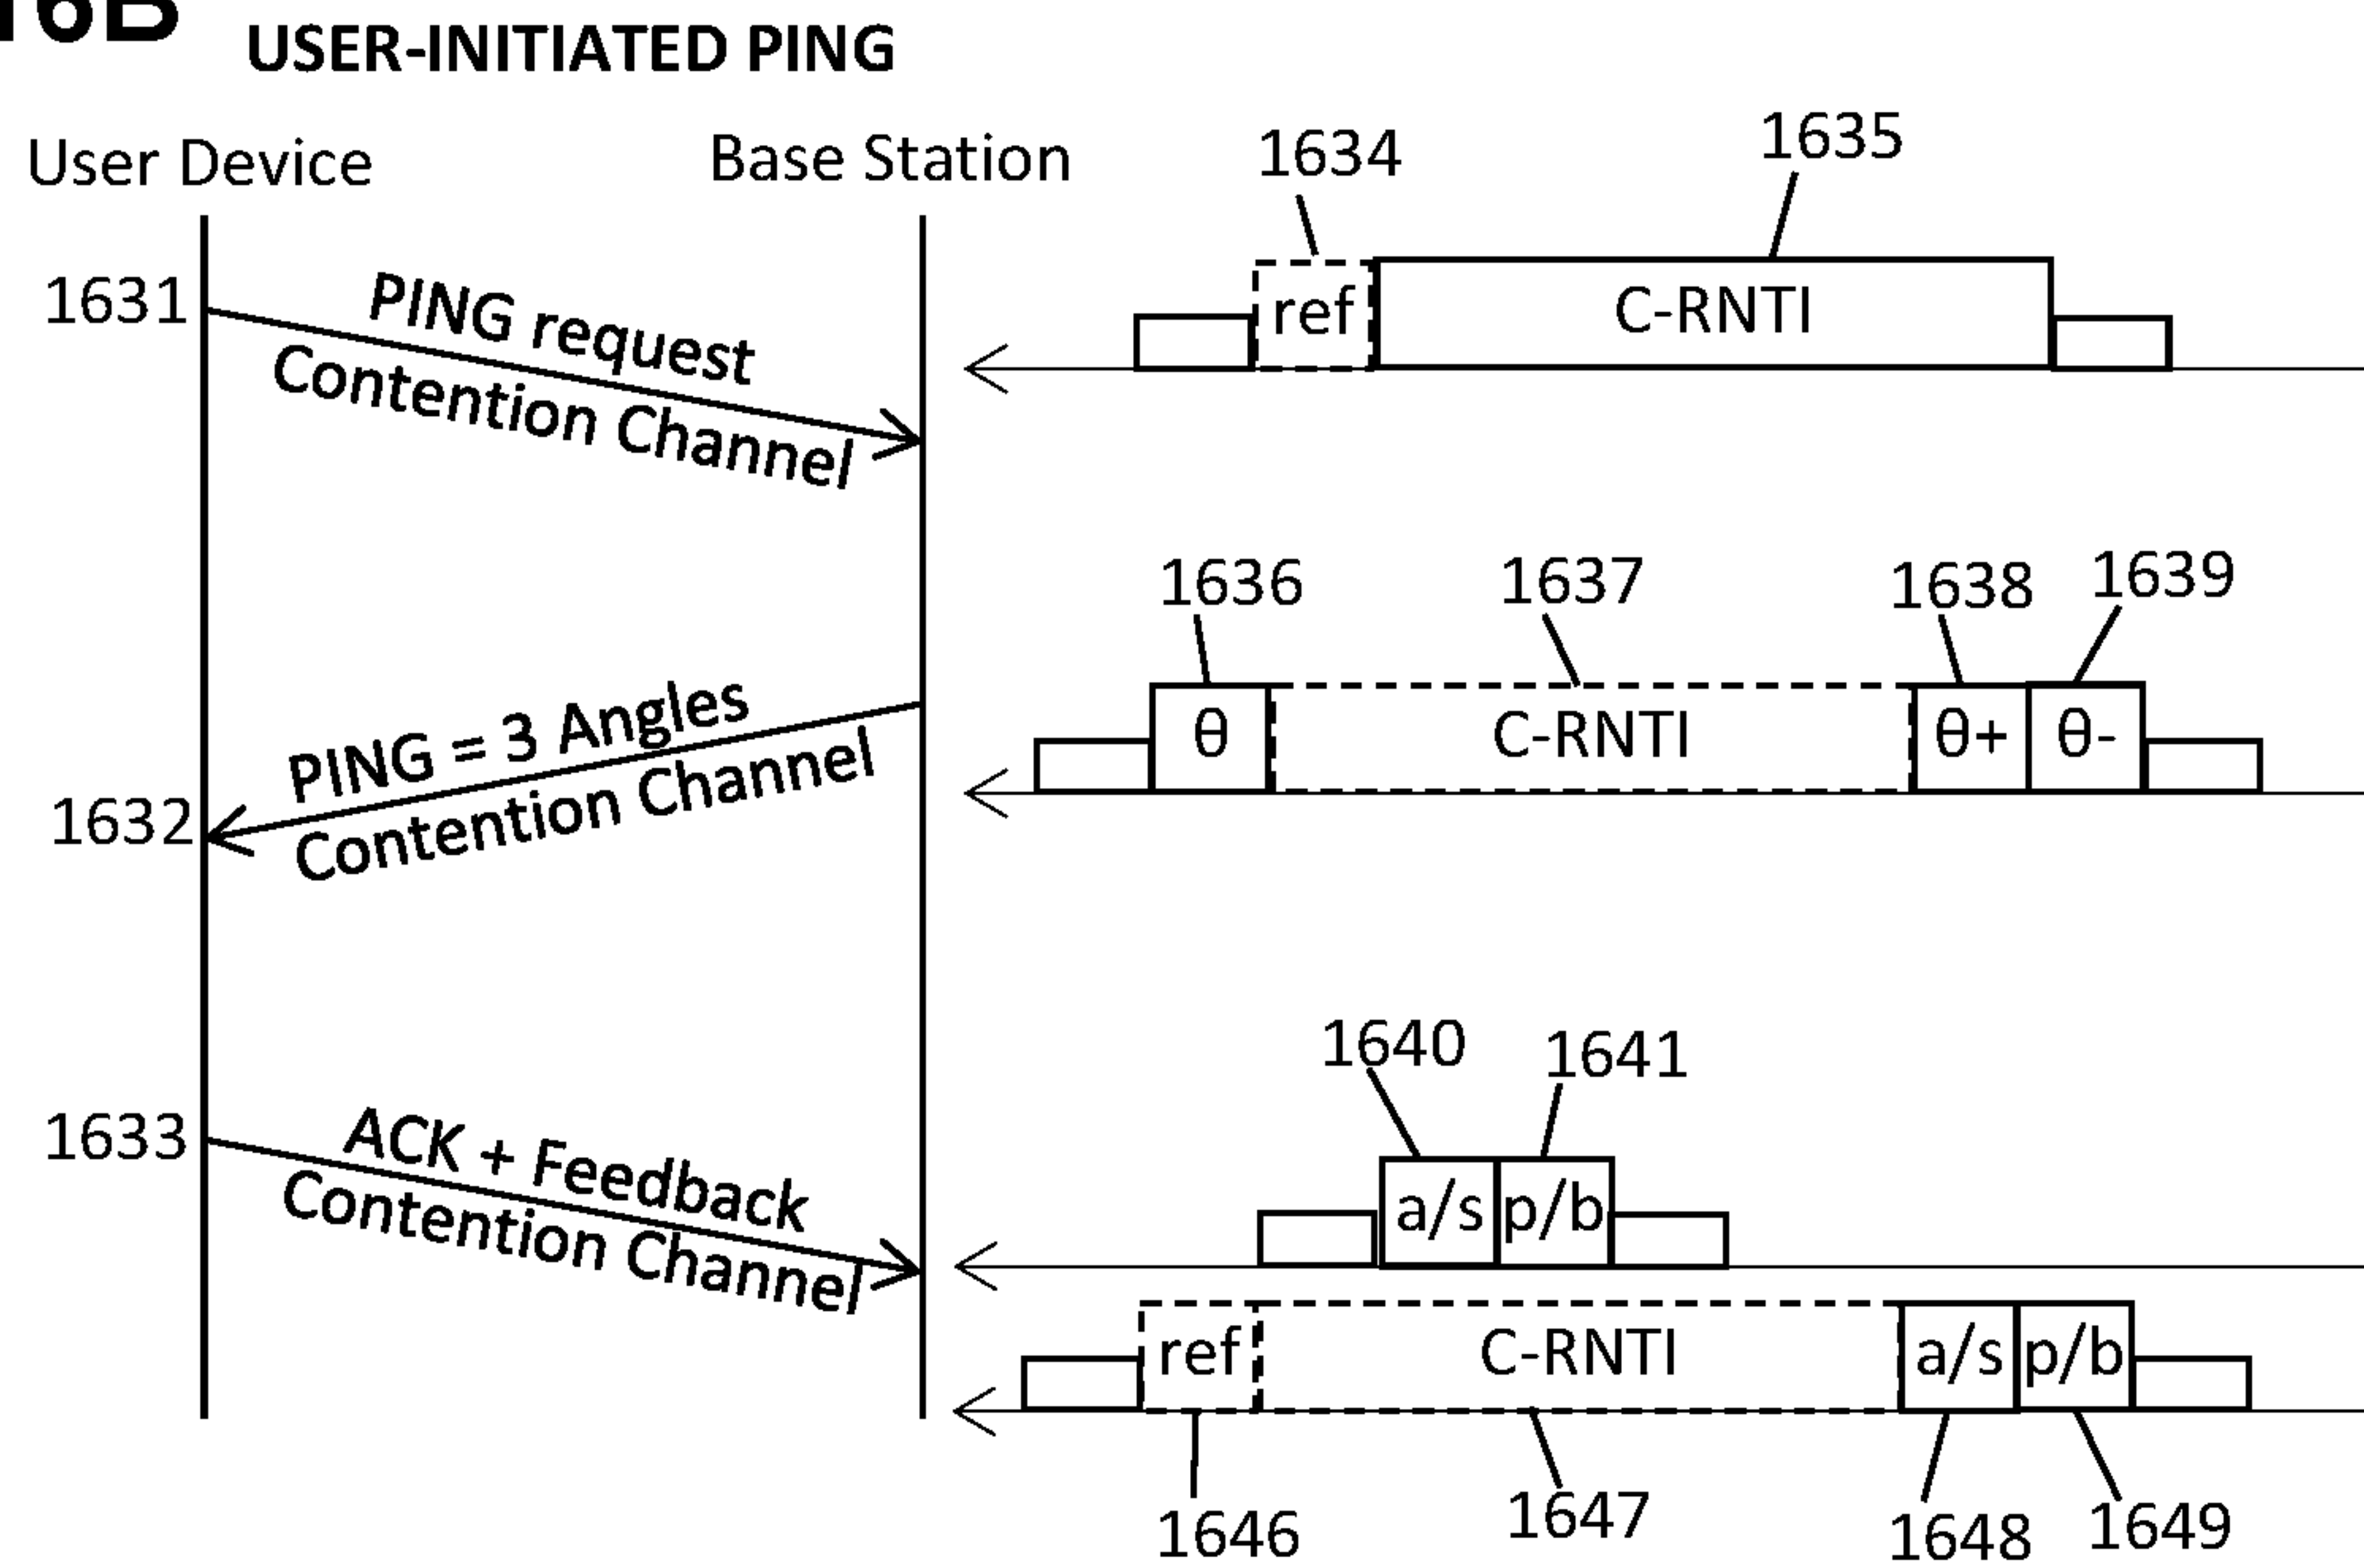 16B
USER-INITIATED PING
User Device
Base Station
1634
1635
1631
PING request
Contention Channel
ref
C-RNTI
1636
1637
1638
1639
1632
PING = 3 Angles
Contention Channel
θ
C-RNTI
θ+
θ-
1640
1641
1633
ACK + Feedback
Contention Channel
a/s
p/b
ref
C-RNTI
a/s
p/b
1646
1647
1648
1649